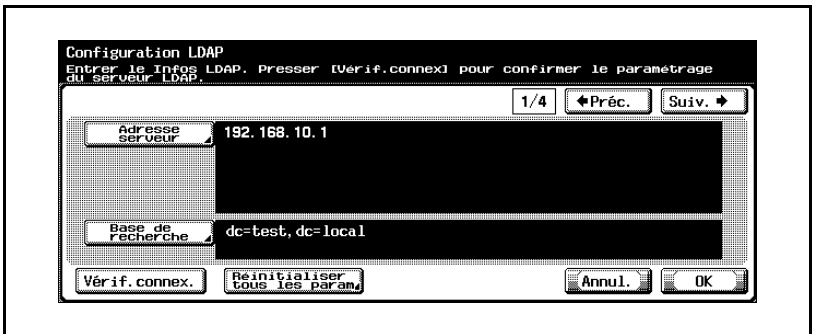 Configuration LDAP
Entrer le Infos LDAP. Presser [Vérif.connex] pour confirmer le paramétrage
du serveur LDAP.
1/4 ←Préc. Suiv. →
Adresse
serveur
192.168.10.1
Base de
recherche
dc=test,dc=local
Vérif.connex.
Réinitialiser
tous les param.
Annul. OK